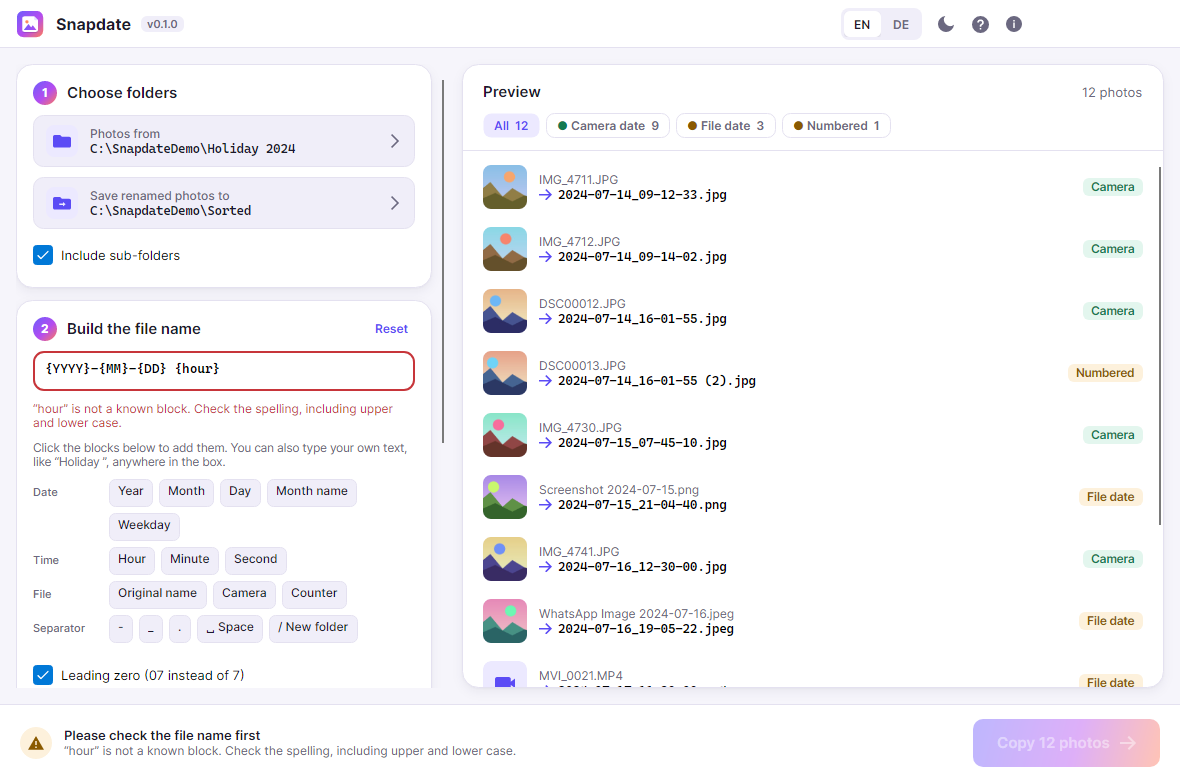 Snapdate v0.1.0
EN DE ? i
1 Choose folders
Photos from
C:\SnapdateDemo\Holiday 2024
Save renamed photos to
C:\SnapdateDemo\Sorted
Include sub-folders
2 Build the file name Reset
{YYYY}-{MM}-{DD} {hour}
"hour" is not a known block. Check the spelling, including upper
and lower case.
Click the blocks below to add them. You can also type your own text,
like "Holiday ", anywhere in the box.
Date Year Month Day Month name
Weekday
Time Hour Minute Second
File Original name Camera Counter
Separator - _ . ␣ Space / New folder
Leading zero (07 instead of 7)
Preview 12 photos
All 12 Camera date 9 File date 3 Numbered 1
IMG_4711.JPG
→ 2024-07-14_09-12-33.jpg Camera
IMG_4712.JPG
→ 2024-07-14_09-14-02.jpg Camera
DSC00012.JPG
→ 2024-07-14_16-01-55.jpg Camera
DSC00013.JPG
→ 2024-07-14_16-01-55 (2).jpg Numbered
IMG_4730.JPG
→ 2024-07-15_07-45-10.jpg Camera
Screenshot 2024-07-15.png
→ 2024-07-15_21-04-40.png File date
IMG_4741.JPG
→ 2024-07-16_12-30-00.jpg Camera
WhatsApp Image 2024-07-16.jpeg
→ 2024-07-16_19-05-22.jpeg File date
MVI_0021.MP4
File date
Please check the file name first
"hour" is not a known block. Check the spelling, including upper and lower case.
Copy 12 photos →